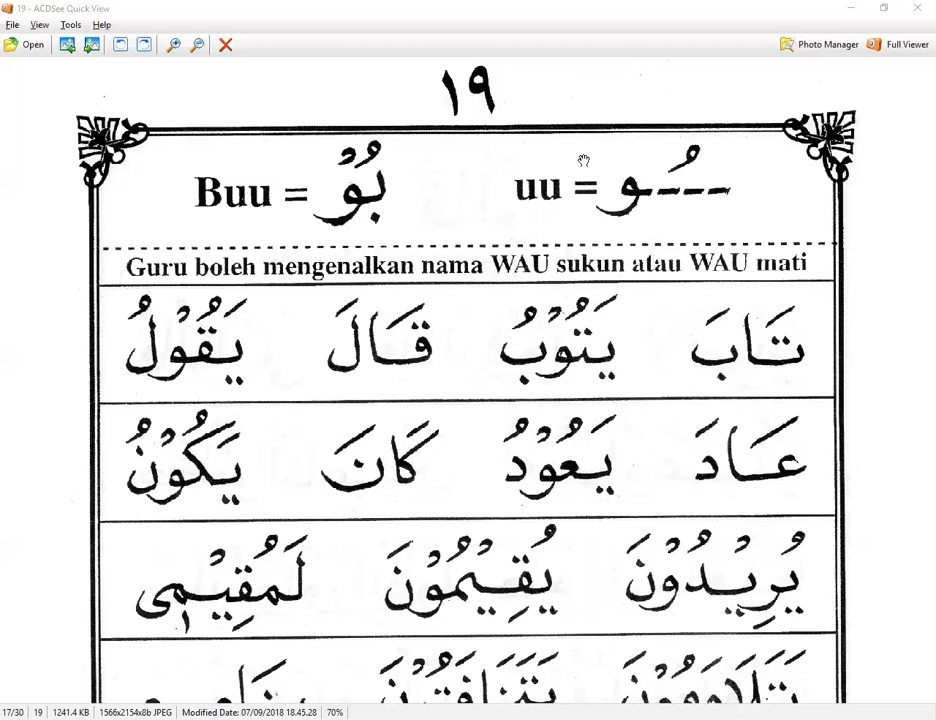 19 - ACDSee Quick View
File View Tools Help
Open Photo Manager Full Viewer
١٩
ـُـو = uu بُوْ = Buu
Guru boleh mengenalkan nama WAU sukun atau WAU mati
تَابَ يَتُوْبُ قَالَ يَقُوْلُ
عَادَ يَعُوْدُ كَانَ يَكُوْنُ
يُرِيْدُوْنَ يُقِيْمُوْنَ لَمُقِيْمِى
17/30 19 1241.4 KB 1566x2154x8b JPEG Modified Date: 07/09/2018 18.45.28 70%